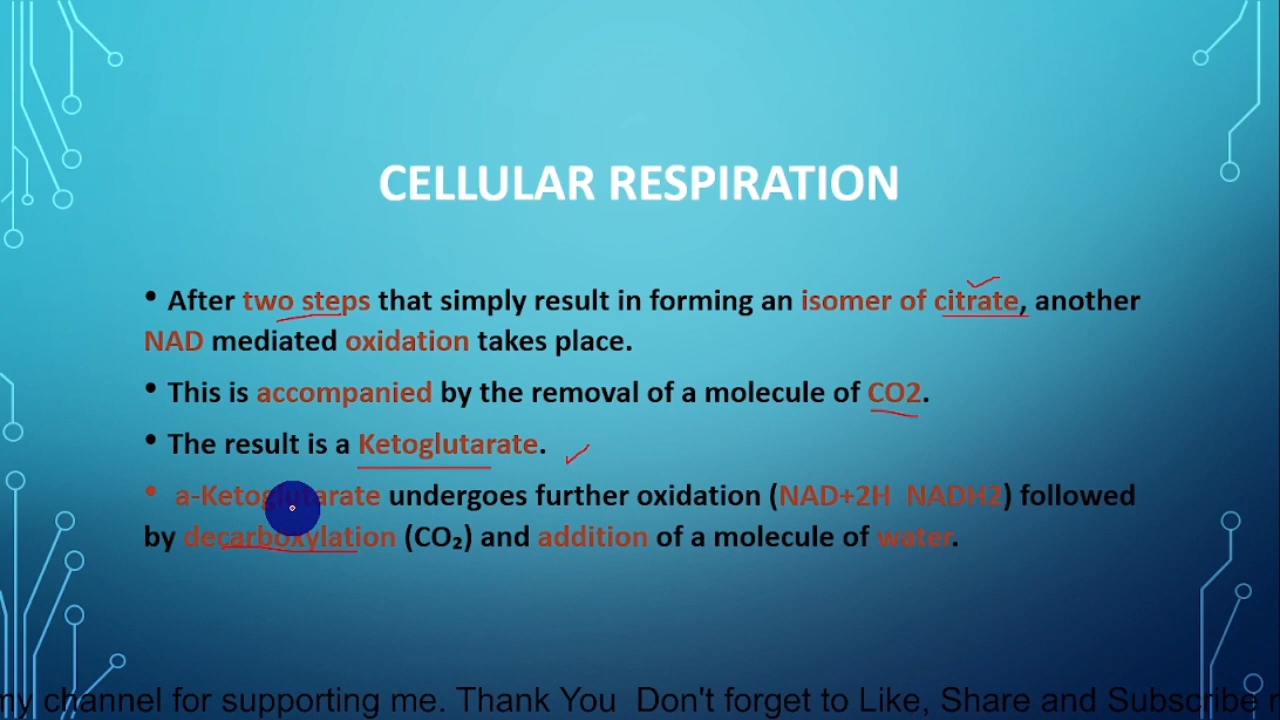 CELLULAR RESPIRATION
• After two steps that simply result in forming an isomer of citrate, another
NAD mediated oxidation takes place.
• This is accompanied by the removal of a molecule of CO2.
• The result is a Ketoglutarate.
• a-Ketoglutarate undergoes further oxidation (NAD+2H NADH2) followed
by decarboxylation (CO₂) and addition of a molecule of water.
my channel for supporting me. Thank You Don't forget to Like, Share and Subscribe